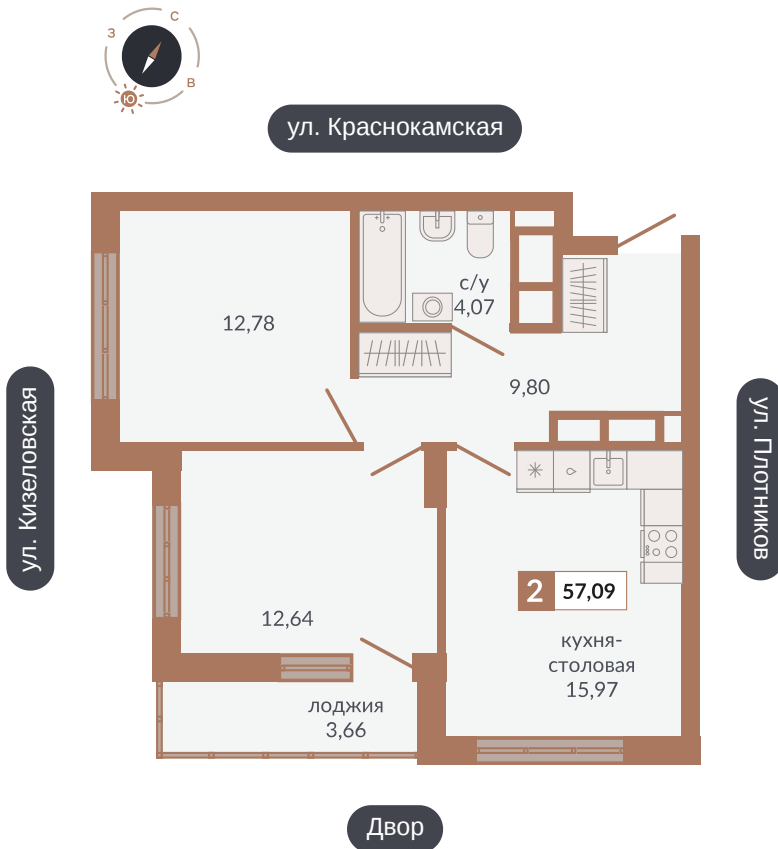 С
З
В
Ю
ул. Краснокамская
с/у
4,07
12,78
9,80
ул. Кизеловская
ул. Плотников
2 57,09
12,64
кухня-
столовая
15,97
лоджия
3,66
Двор